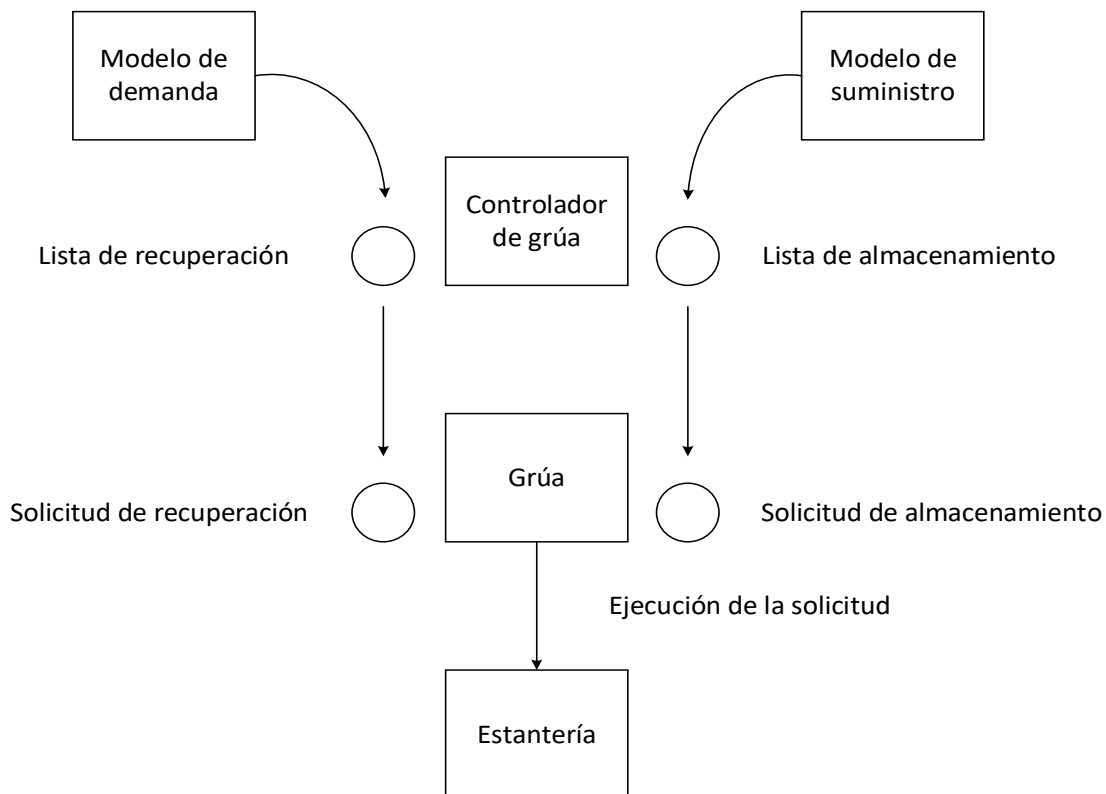 Modelo de
demanda
Modelo de
suministro
Controlador
de grúa
Lista de recuperación
Lista de almacenamiento
Grúa
Solicitud de recuperación
Solicitud de almacenamiento
Ejecución de la solicitud
Estantería